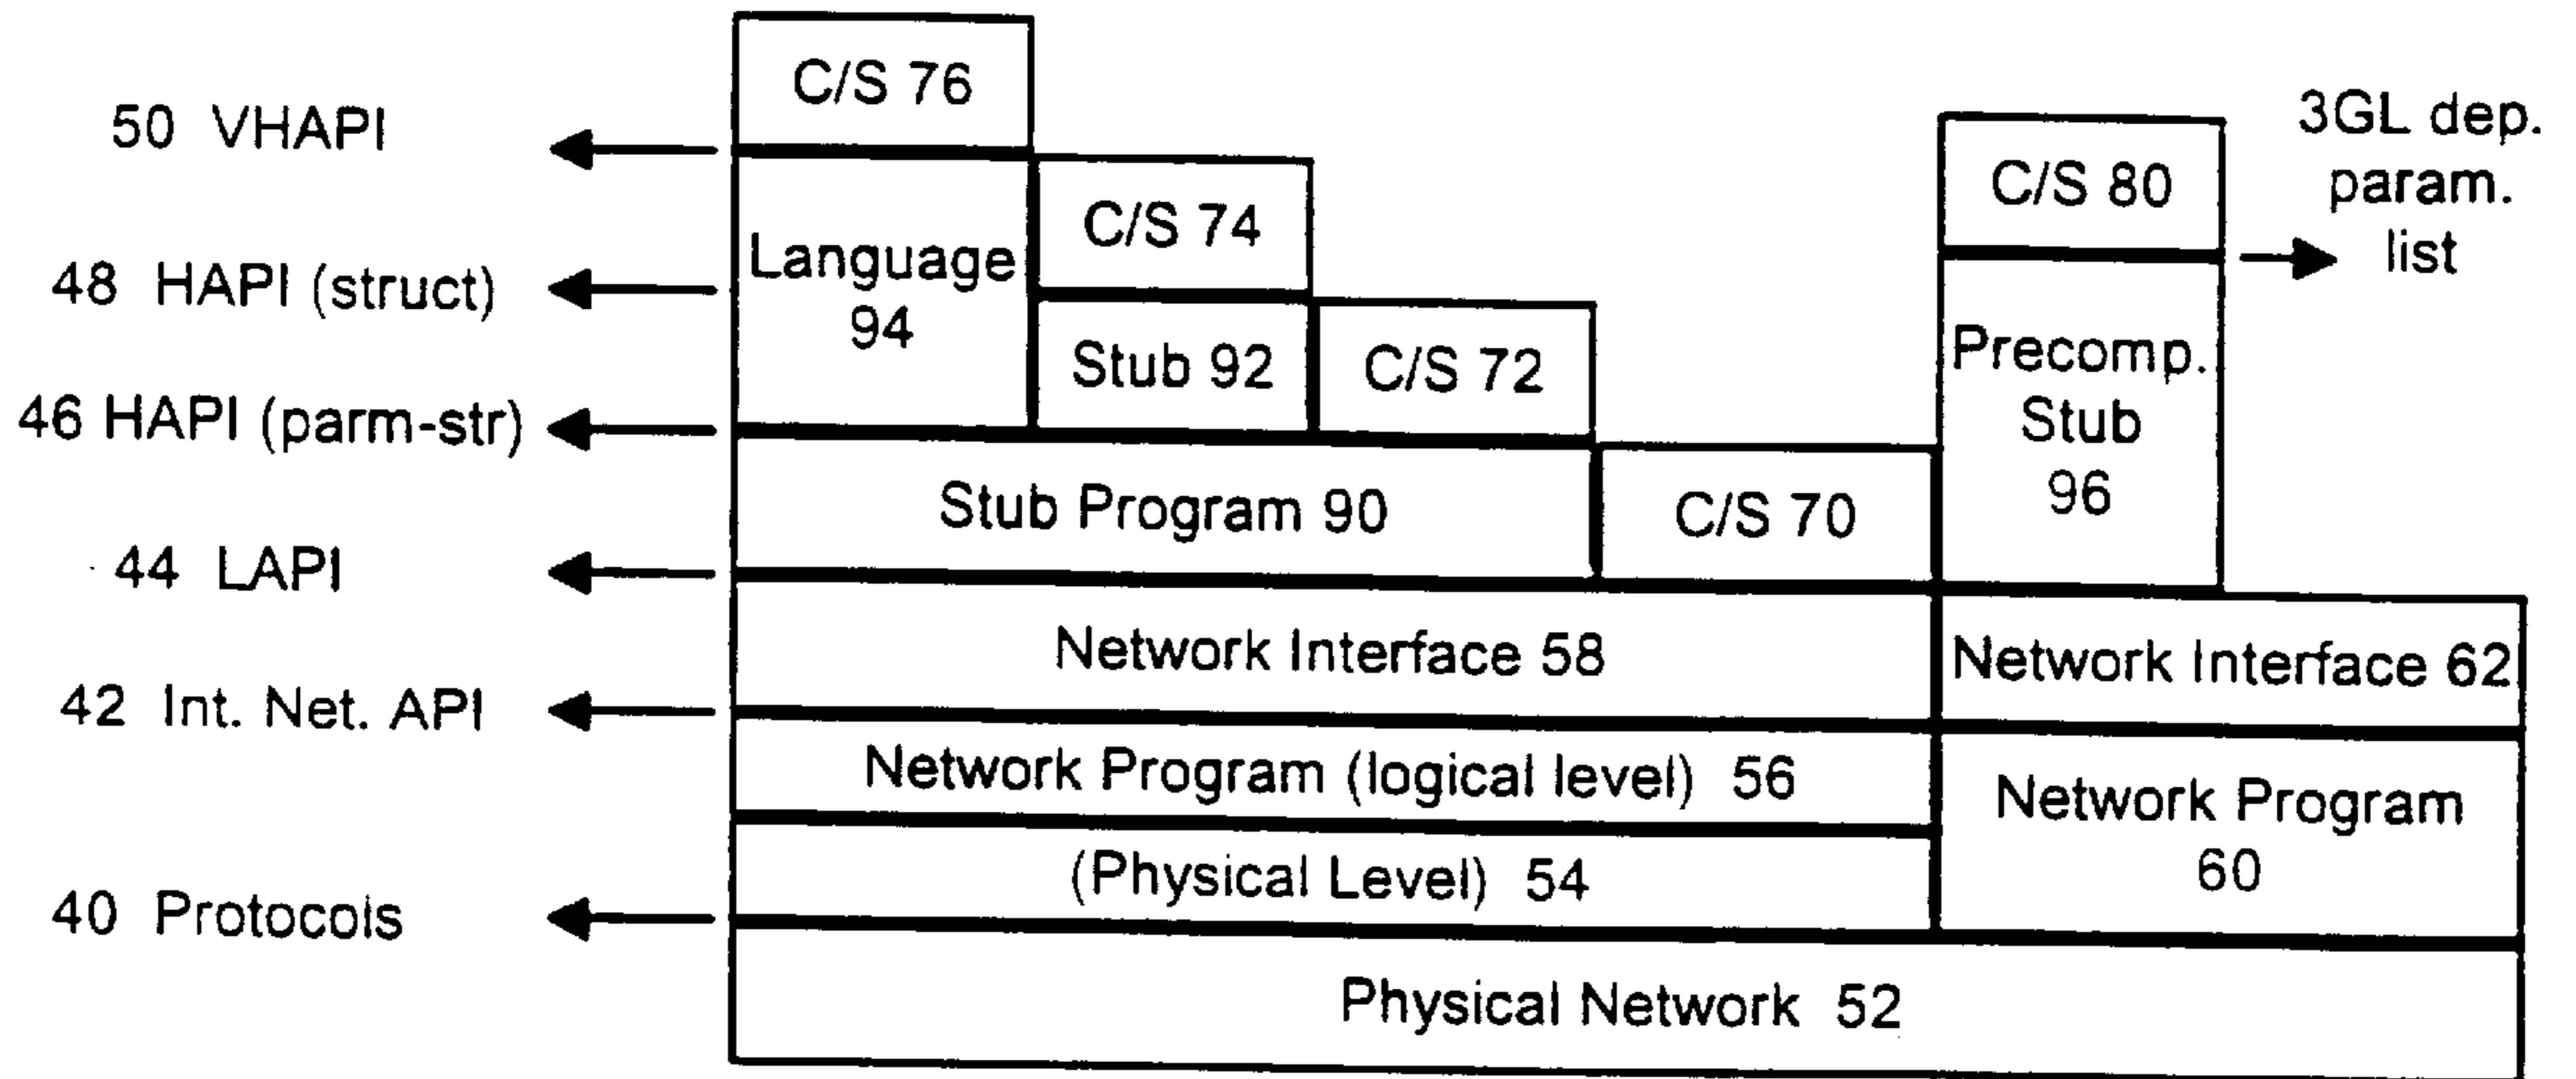 C/S 76
50 VHAPI
3GL dep.
param.
list
C/S 80
C/S 74
Language
94
48 HAPI (struct)
Stub 92
C/S 72
Precomp.
Stub
96
46 HAPI (parm-str)
Stub Program 90
C/S 70
44 LAPI
Network Interface 58
Network Interface 62
42 Int. Net. API
Network Program (logical level) 56
Network Program
60
(Physical Level) 54
40 Protocols
Physical Network 52